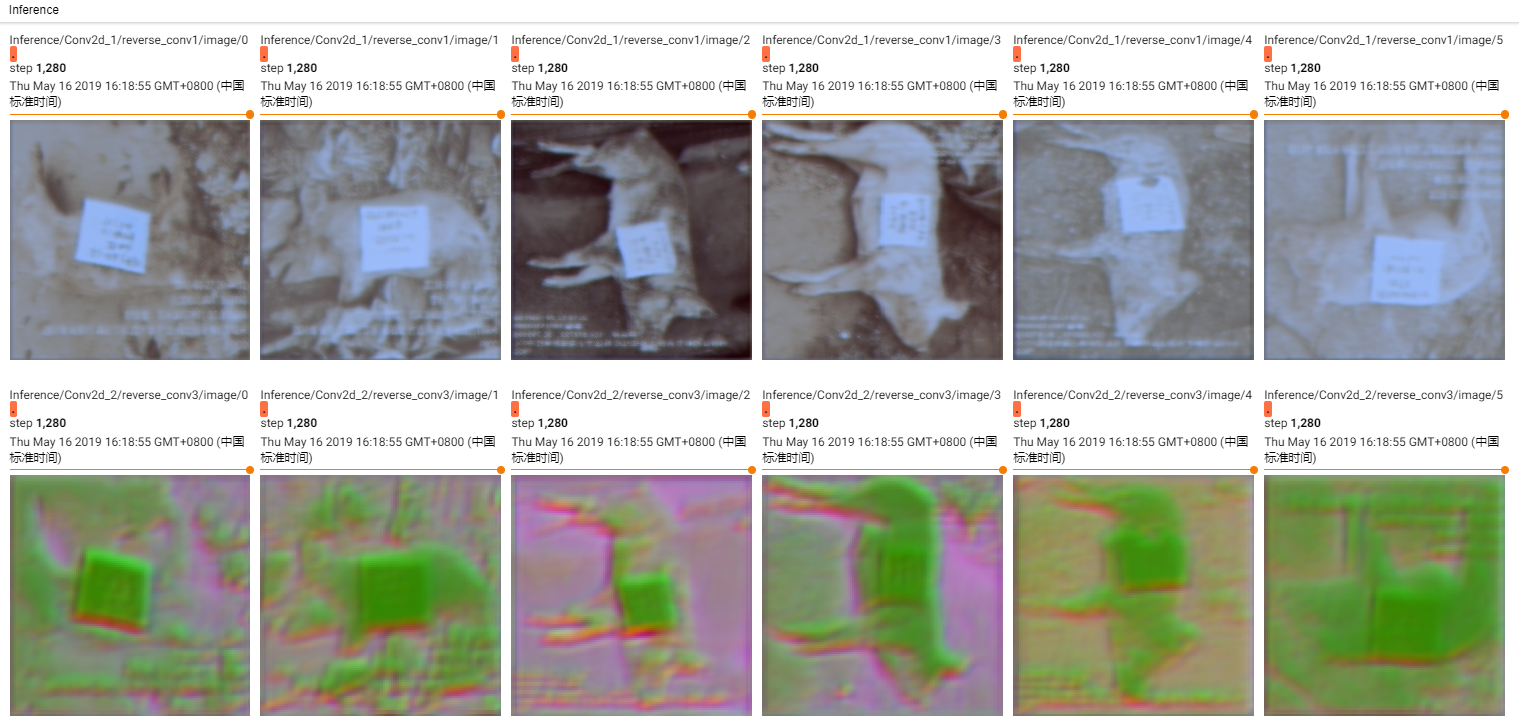 Inference
Inference/Conv2d_1/reverse_conv1/image/0
.
step 1,280
Thu May 16 2019 16:18:55 GMT+0800 (中国
标准时间)
Inference/Conv2d_1/reverse_conv1/image/1
.
step 1,280
Thu May 16 2019 16:18:55 GMT+0800 (中国
标准时间)
Inference/Conv2d_1/reverse_conv1/image/2
.
step 1,280
Thu May 16 2019 16:18:55 GMT+0800 (中国
标准时间)
Inference/Conv2d_1/reverse_conv1/image/3
.
step 1,280
Thu May 16 2019 16:18:55 GMT+0800 (中国
标准时间)
Inference/Conv2d_1/reverse_conv1/image/4
.
step 1,280
Thu May 16 2019 16:18:55 GMT+0800 (中国
标准时间)
Inference/Conv2d_1/reverse_conv1/image/5
.
step 1,280
Thu May 16 2019 16:18:55 GMT+0800 (中国
标准时间)
Inference/Conv2d_2/reverse_conv3/image/0
.
step 1,280
Thu May 16 2019 16:18:55 GMT+0800 (中国
标准时间)
Inference/Conv2d_2/reverse_conv3/image/1
.
step 1,280
Thu May 16 2019 16:18:55 GMT+0800 (中国
标准时间)
Inference/Conv2d_2/reverse_conv3/image/2
.
step 1,280
Thu May 16 2019 16:18:55 GMT+0800 (中国
标准时间)
Inference/Conv2d_2/reverse_conv3/image/3
.
step 1,280
Thu May 16 2019 16:18:55 GMT+0800 (中国
标准时间)
Inference/Conv2d_2/reverse_conv3/image/4
.
step 1,280
Thu May 16 2019 16:18:55 GMT+0800 (中国
标准时间)
Inference/Conv2d_2/reverse_conv3/image/5
.
step 1,280
Thu May 16 2019 16:18:55 GMT+0800 (中国
标准时间)